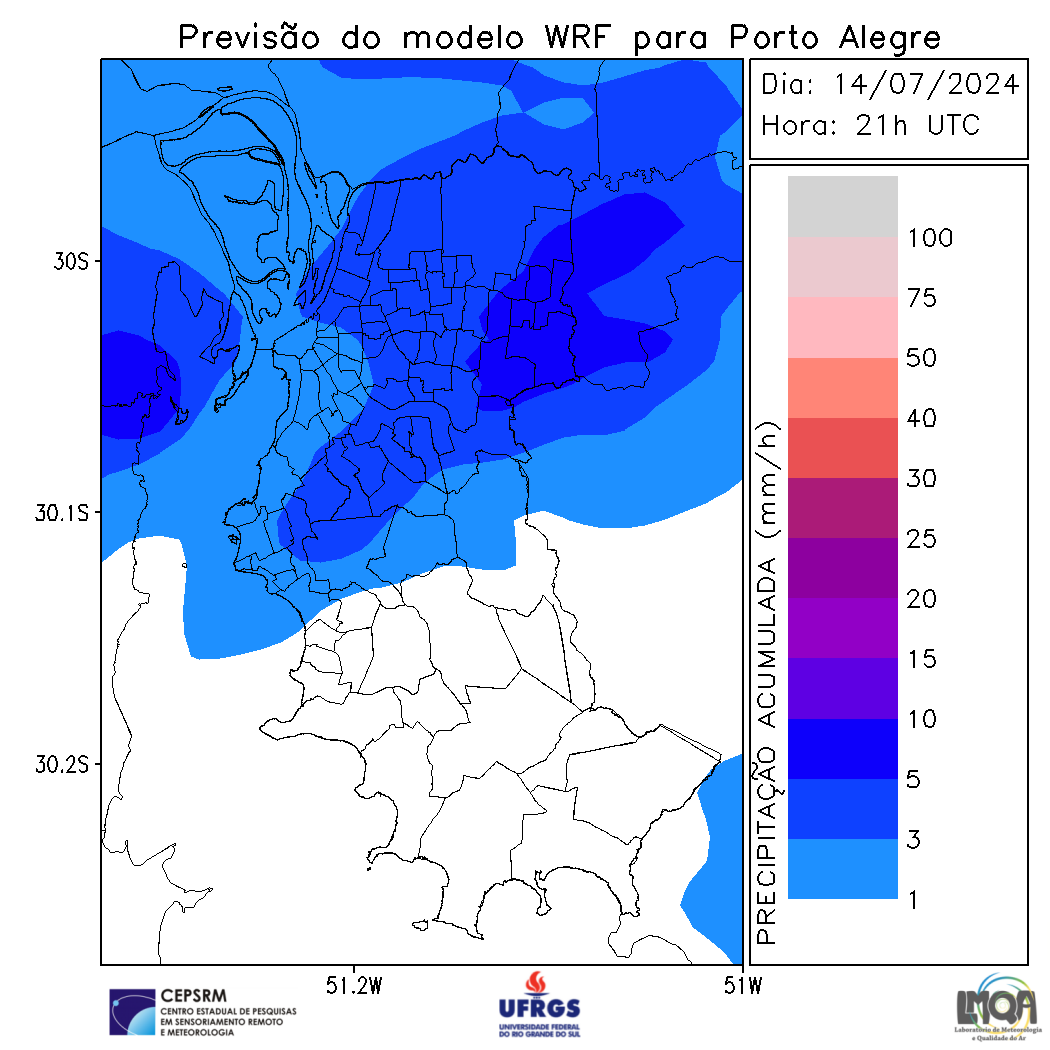 Previsão do modelo WRF para Porto Alegre
Dia: 14/07/2024
Hora: 21h UTC
30S
30.1S
30.2S
51.2W
51W
PRECIPITAÇÃO ACUMULADA (mm/h)
100
75
50
40
30
25
20
15
10
5
3
1
CEPSRM
CENTRO ESTADUAL DE PESQUISAS
EM SENSORIAMENTO REMOTO
E METEOROLOGIA
UFRGS
UNIVERSIDADE FEDERAL
DO RIO GRANDE DO SUL
LMQA
Laboratório de Meteorologia
e Qualidade do Ar